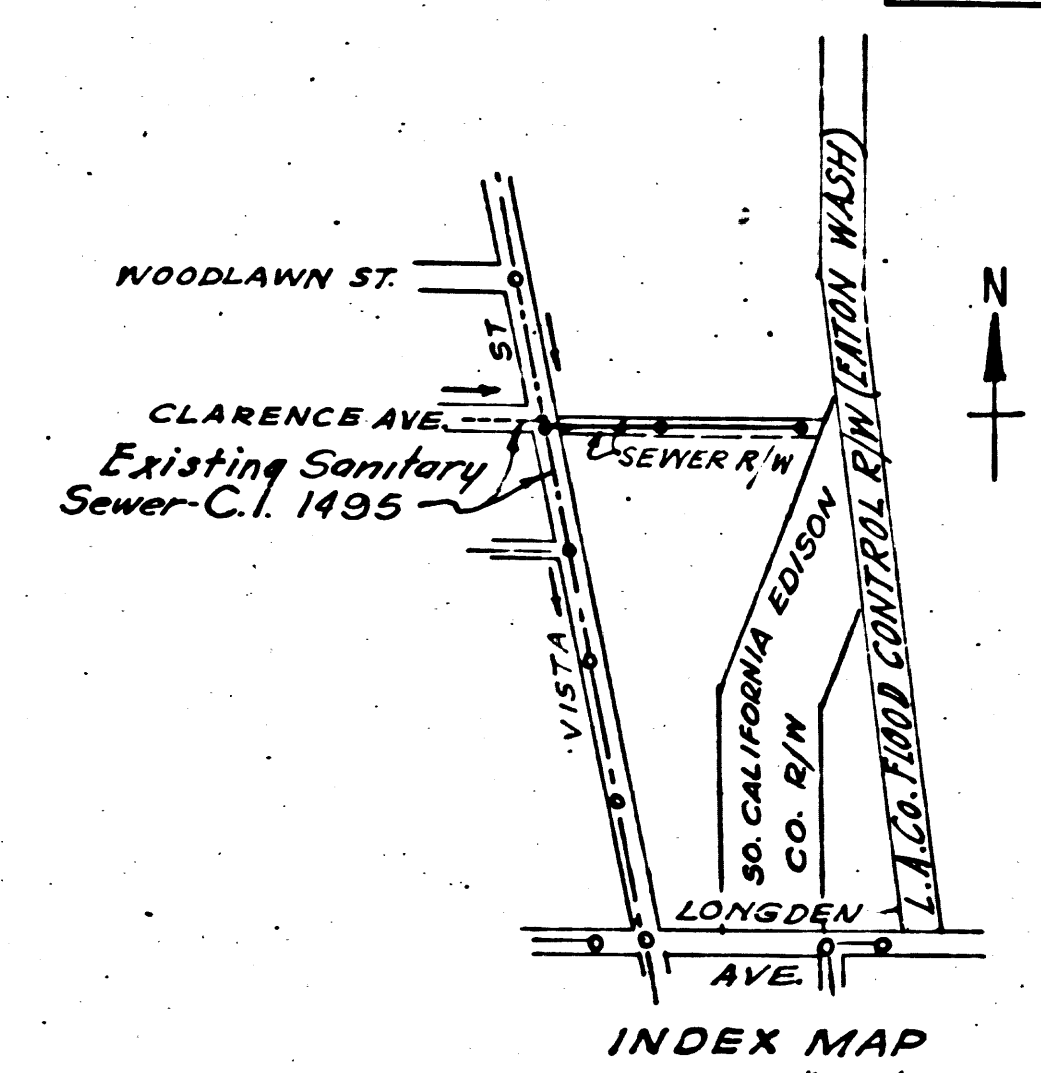 WOODLAWN ST.
ST
CLARENCE AVE.
Existing Sanitary
Sewer-C.I. 1495
SEWER R/W
N
L.A.Co. FLOOD CONTROL R/W (EATON WASH)
SO. CALIFORNIA EDISON
CO. R/W
VISTA
LONGDEN
AVE.
INDEX MAP